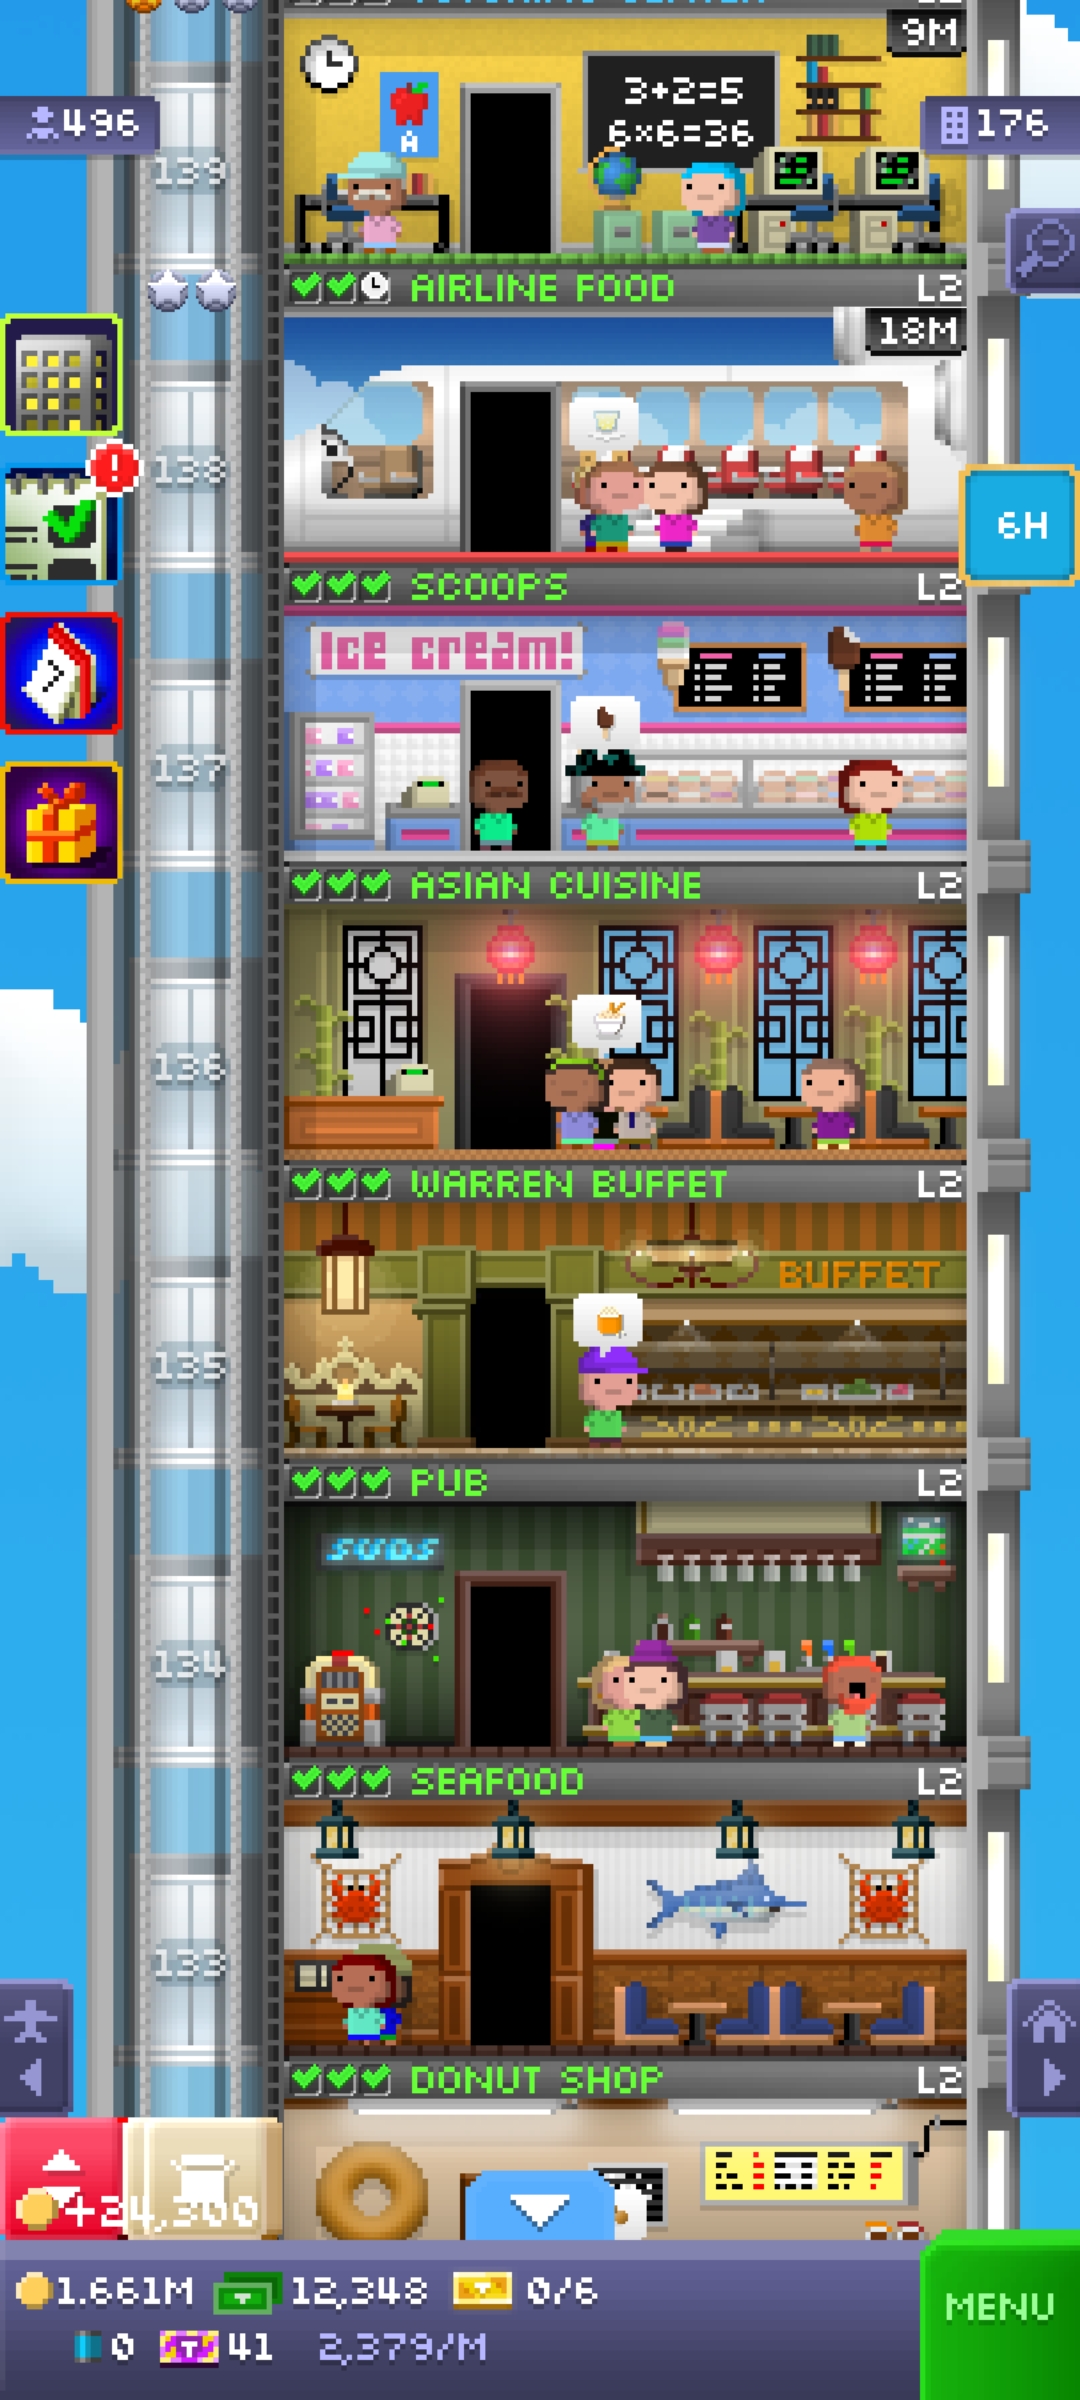 9M
3+2=5
6x6=36
A
496
176
139
AIRLINE FOOD L2
18M
138
6H
SCOOPS L2
Ice cream!
137
ASIAN CUISINE L2
136
WARREN BUFFET L2
BUFFET
135
PUB L2
SUDS
134
SEAFOOD L2
133
DONUT SHOP L2
+24,300
1.661M 12,348 0/6
0 41 2,379/M
MENU